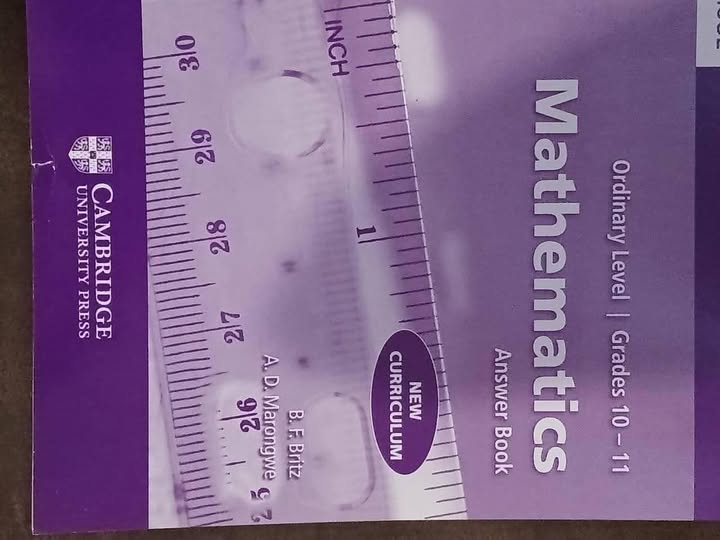 Ordinary Level | Grades 10 – 11
Mathematics
Answer Book
NEW
CURRICULUM
INCH 1
B. F. Britz
A. D. Marongwe
30 29 28 27 26 25
CAMBRIDGE
UNIVERSITY PRESS